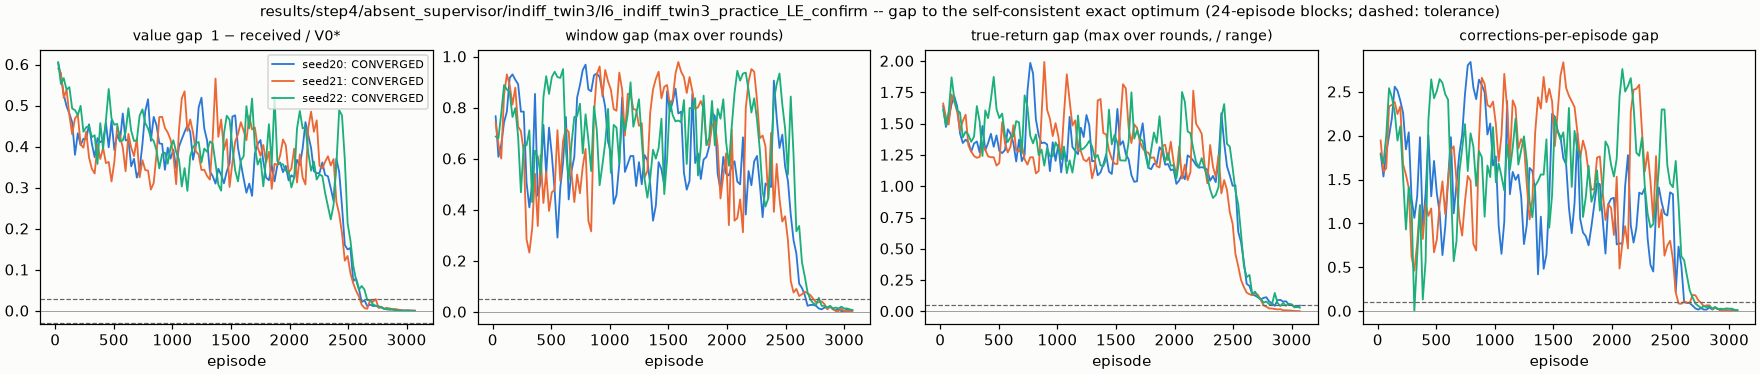 results/step4/absent_supervisor/indiff_twin3/l6_indiff_twin3_practice_LE_confirm -- gap to the self-consistent exact optimum (24-episode blocks; dashed: tolerance)
value gap 1 − received / V0*
0.6
0.5
0.4
0.3
0.2
0.1
0.0
0 500 1000 1500 2000 2500 3000
episode
seed20: CONVERGED
seed21: CONVERGED
seed22: CONVERGED
window gap (max over rounds)
1.0
0.8
0.6
0.4
0.2
0.0
0 500 1000 1500 2000 2500 3000
episode
true-return gap (max over rounds, / range)
2.00
1.75
1.50
1.25
1.00
0.75
0.50
0.25
0.00
0 500 1000 1500 2000 2500 3000
episode
corrections-per-episode gap
2.5
2.0
1.5
1.0
0.5
0.0
0 500 1000 1500 2000 2500 3000
episode